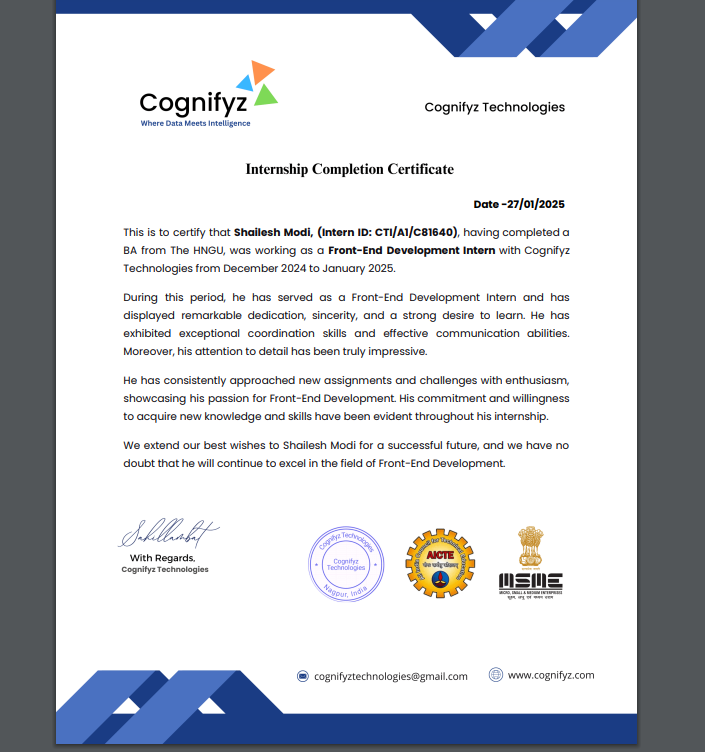 Cognifyz
Where Data Meets Intelligence
Cognifyz Technologies
Internship Completion Certificate
Date -27/01/2025
This is to certify that Shailesh Modi, (Intern ID: CTI/A1/C81640), having completed a
BA from The HNGU, was working as a Front-End Development Intern with Cognifyz
Technologies from December 2024 to January 2025.
During this period, he has served as a Front-End Development Intern and has
displayed remarkable dedication, sincerity, and a strong desire to learn. He has
exhibited exceptional coordination skills and effective communication abilities.
Moreover, his attention to detail has been truly impressive.
He has consistently approached new assignments and challenges with enthusiasm,
showcasing his passion for Front-End Development. His commitment and willingness
to acquire new knowledge and skills have been evident throughout his internship.
We extend our best wishes to Shailesh Modi for a successful future, and we have no
doubt that he will continue to excel in the field of Front-End Development.
With Regards,
Cognifyz Technologies
Cognifyz Technologies
Cognifyz
Technologies
Nagpur, India
AICTE
MSME
MICRO, SMALL & MEDIUM ENTERPRISES
सूक्ष्म, लघु एवं मध्यम उद्यम
cognifyztechnologies@gmail.com
www.cognifyz.com